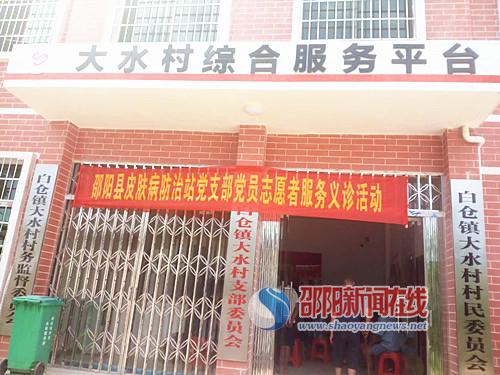 大水村综合服务平台
邵阳县皮肤病防治站党支部党员志愿者服务义诊活动
白仓镇大水村村务监督委员会
白仓镇大水村支部委员会
白仓镇大水村村民委员会
邵阳新闻在线
www.shaoyangnews.net